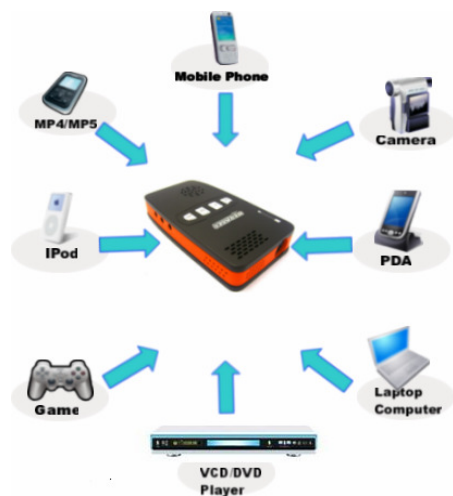 Mobile Phone
MP4/MP5
Camera
IPod
PDA
Game
Laptop
Computer
VCD/DVD
Player